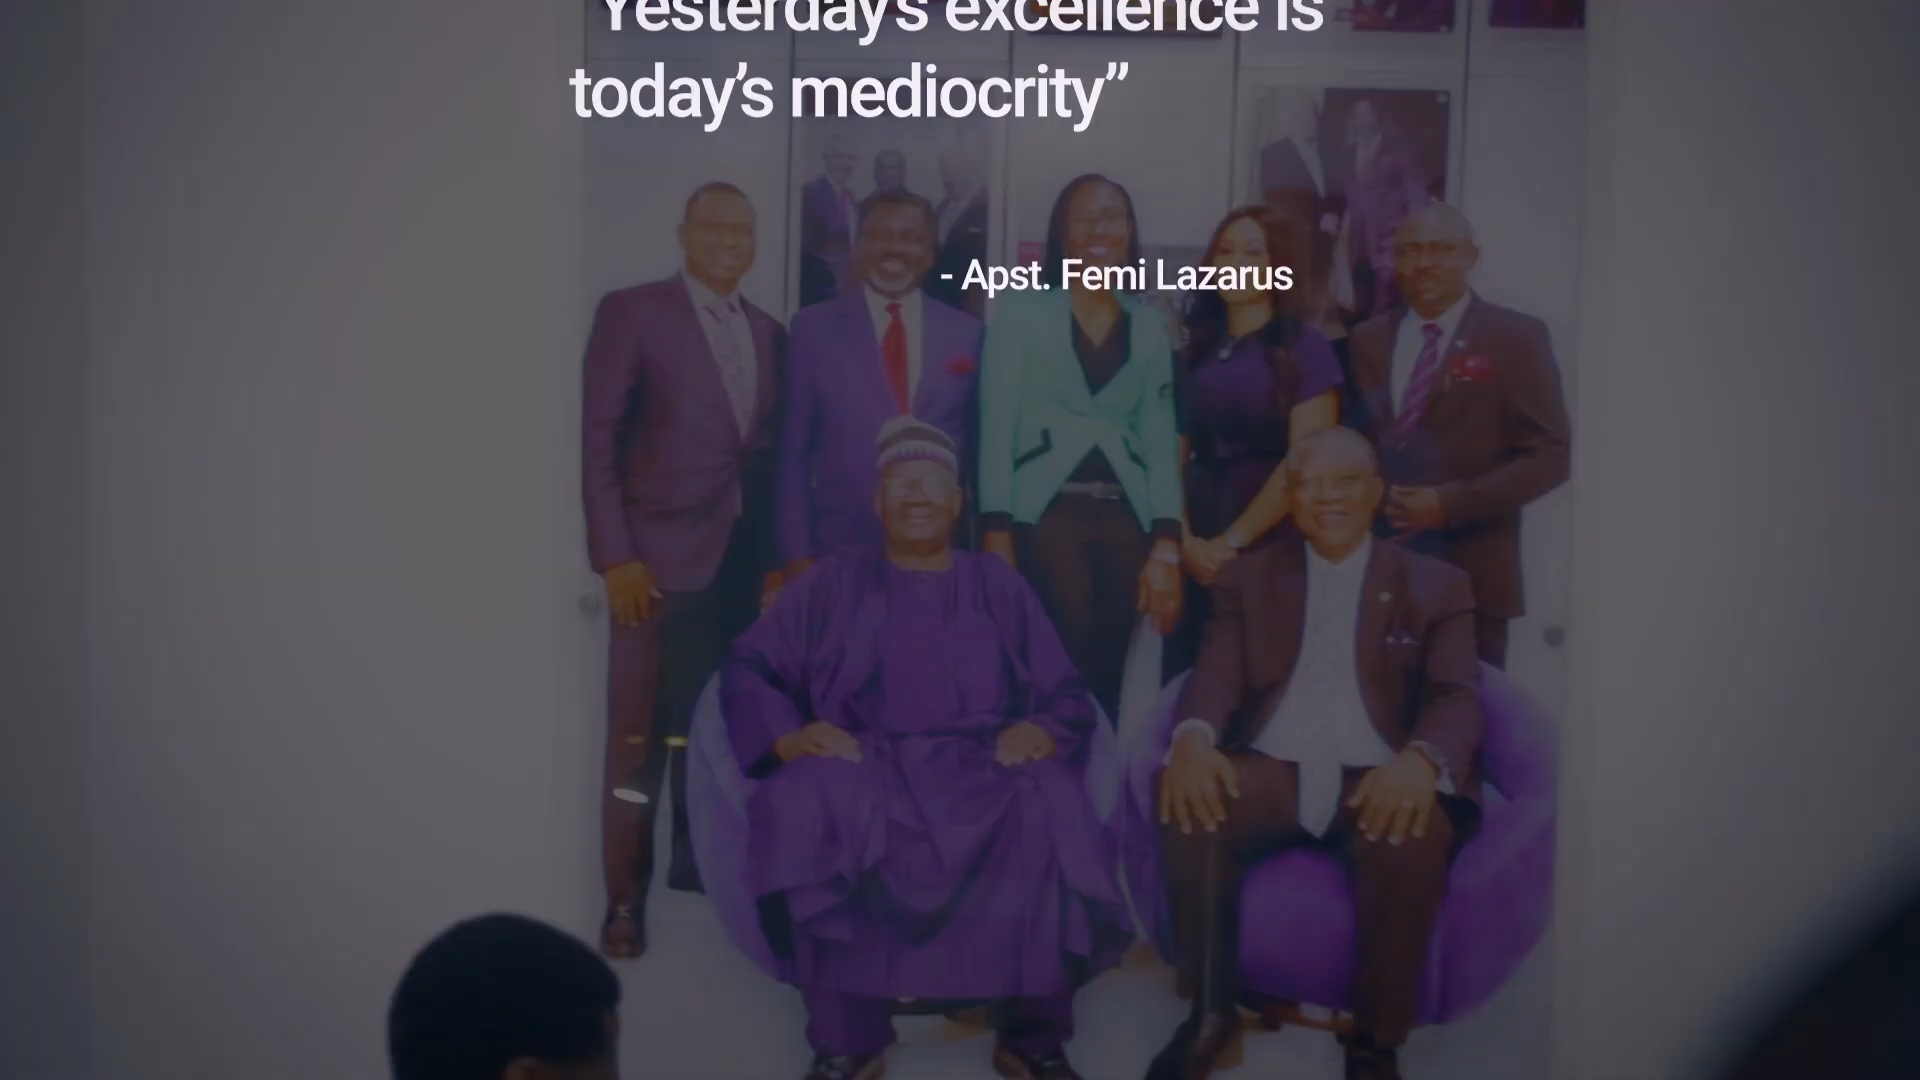 “Yesterday’s excellence is
today’s mediocrity”
- Apst. Femi Lazarus